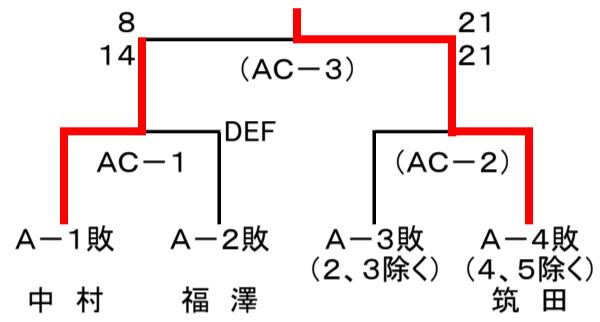 8 21
14 21
(AC－3)
DEF
AC－1 (AC－2)
A－1敗 A－2敗 A－3敗 A－4敗
(2、3除く) (4、5除く)
中 村 福 澤 筑 田